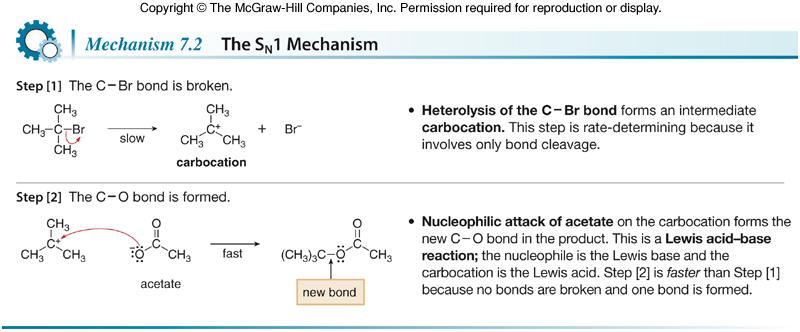 Copyright © The McGraw-Hill Companies, Inc. Permission required for reproduction or display.
Mechanism 7.2 The SN1 Mechanism
Step [1] The C–Br bond is broken.
CH3
CH3–C–Br
CH3
slow
CH3
C+
CH3 CH3
carbocation
+ Br–
• Heterolysis of the C–Br bond forms an intermediate
carbocation. This step is rate-determining because it
involves only bond cleavage.
Step [2] The C–O bond is formed.
CH3
C+
CH3 CH3
O
–:O: C CH3
acetate
fast
O
(CH3)3C–O C CH3
new bond
• Nucleophilic attack of acetate on the carbocation forms the
new C–O bond in the product. This is a Lewis acid–base
reaction; the nucleophile is the Lewis base and the
carbocation is the Lewis acid. Step [2] is faster than Step [1]
because no bonds are broken and one bond is formed.